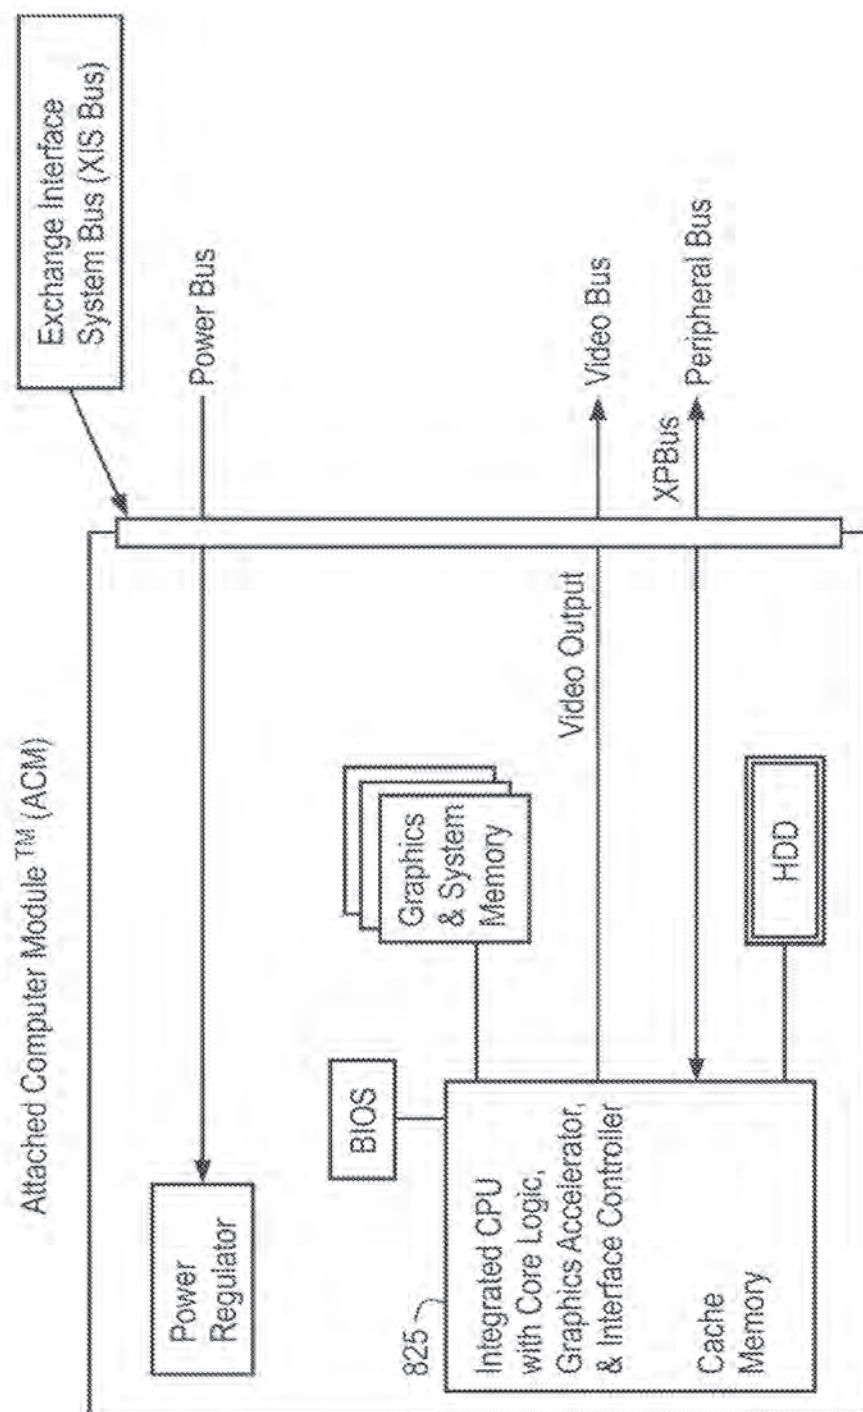 Attached Computer Module™ (ACM)
Exchange Interface
System Bus (XIS Bus)
Power
Regulator
Power Bus
BIOS
Graphics
& System
Memory
825
Integrated CPU
with Core Logic,
Graphics Accelerator,
& Interface Controller
Cache
Memory
Video Output
Video Bus
XPBus
Peripheral Bus
HDD